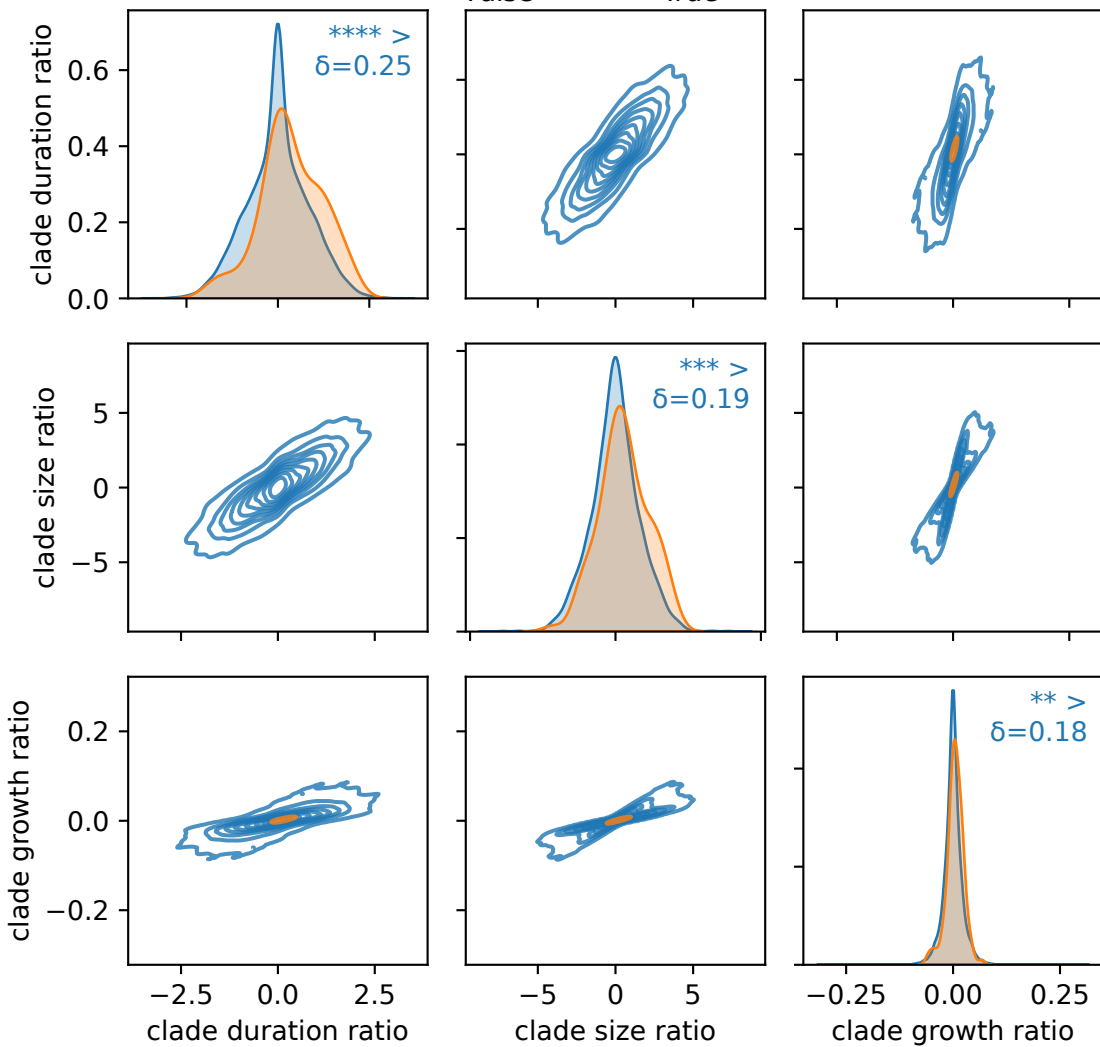 clade duration ratio
0.6
0.4
0.2
0.0
**** >
δ=0.25
clade size ratio
5
0
−5
*** >
δ=0.19
clade growth ratio
0.2
0.0
−0.2
** >
δ=0.18
−2.5 0.0 2.5
−5 0 5
−0.25 0.00 0.25
clade duration ratio
clade size ratio
clade growth ratio